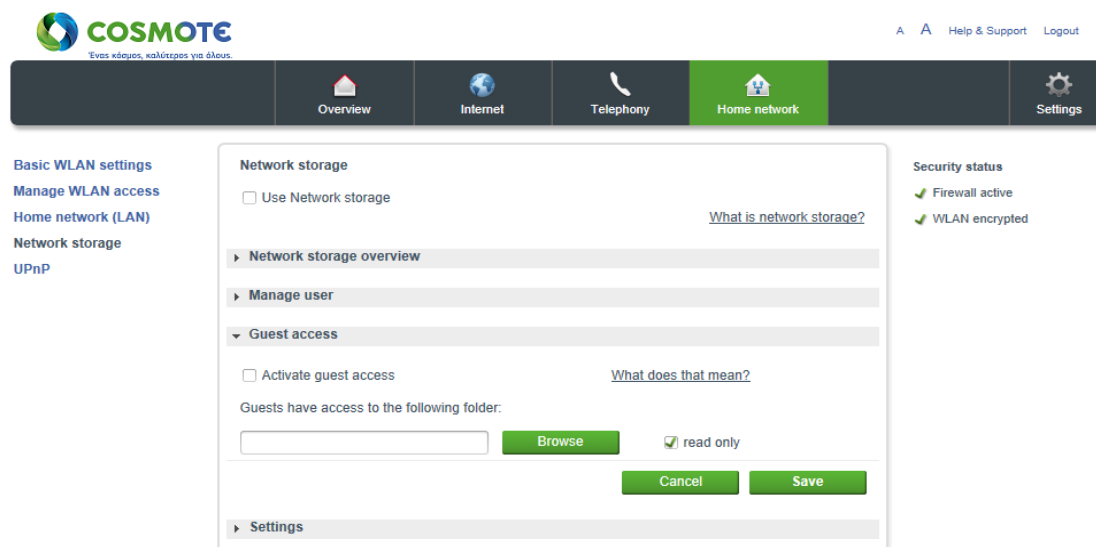 COSMOTE
Ένας κόσμος, καλύτερος για όλους.
A A Help & Support Logout
Overview Internet Telephony Home network Settings
Basic WLAN settings
Manage WLAN access
Home network (LAN)
Network storage
UPnP
Network storage
Use Network storage
What is network storage?
Network storage overview
Manage user
Guest access
Activate guest access What does that mean?
Guests have access to the following folder:
Browse read only
Cancel Save
Settings
Security status
Firewall active
WLAN encrypted